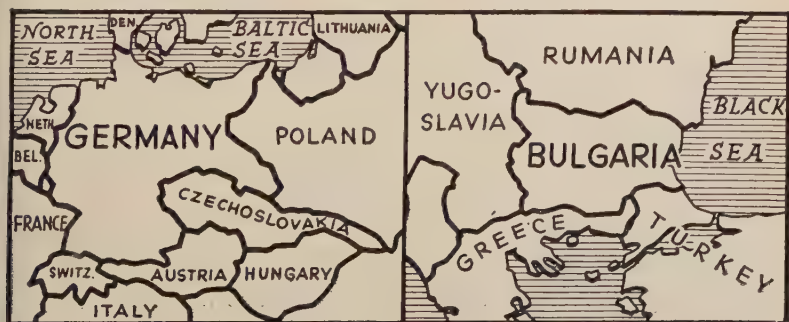 NORTH
SEA
DEN.
BALTIC
SEA
LITHUANIA
NETH.
BEL.
GERMANY
POLAND
CZECHOSLOVAKIA
FRANCE
SWITZ.
AUSTRIA
HUNGARY
ITALY
RUMANIA
YUGO-
SLAVIA
BLACK
SEA
BULGARIA
GREECE
TURKEY